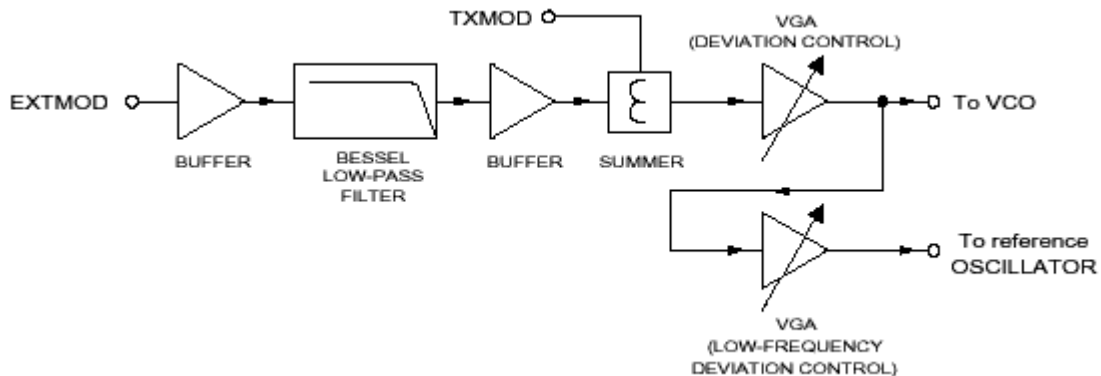 TXMOD
VGA
(DEVIATION CONTROL)
EXTMOD
To VCO
BUFFER
BESSEL
LOW-PASS
FILTER
BUFFER
SUMMER
To reference
OSCILLATOR
VGA
(LOW-FREQUENCY
DEVIATION CONTROL)